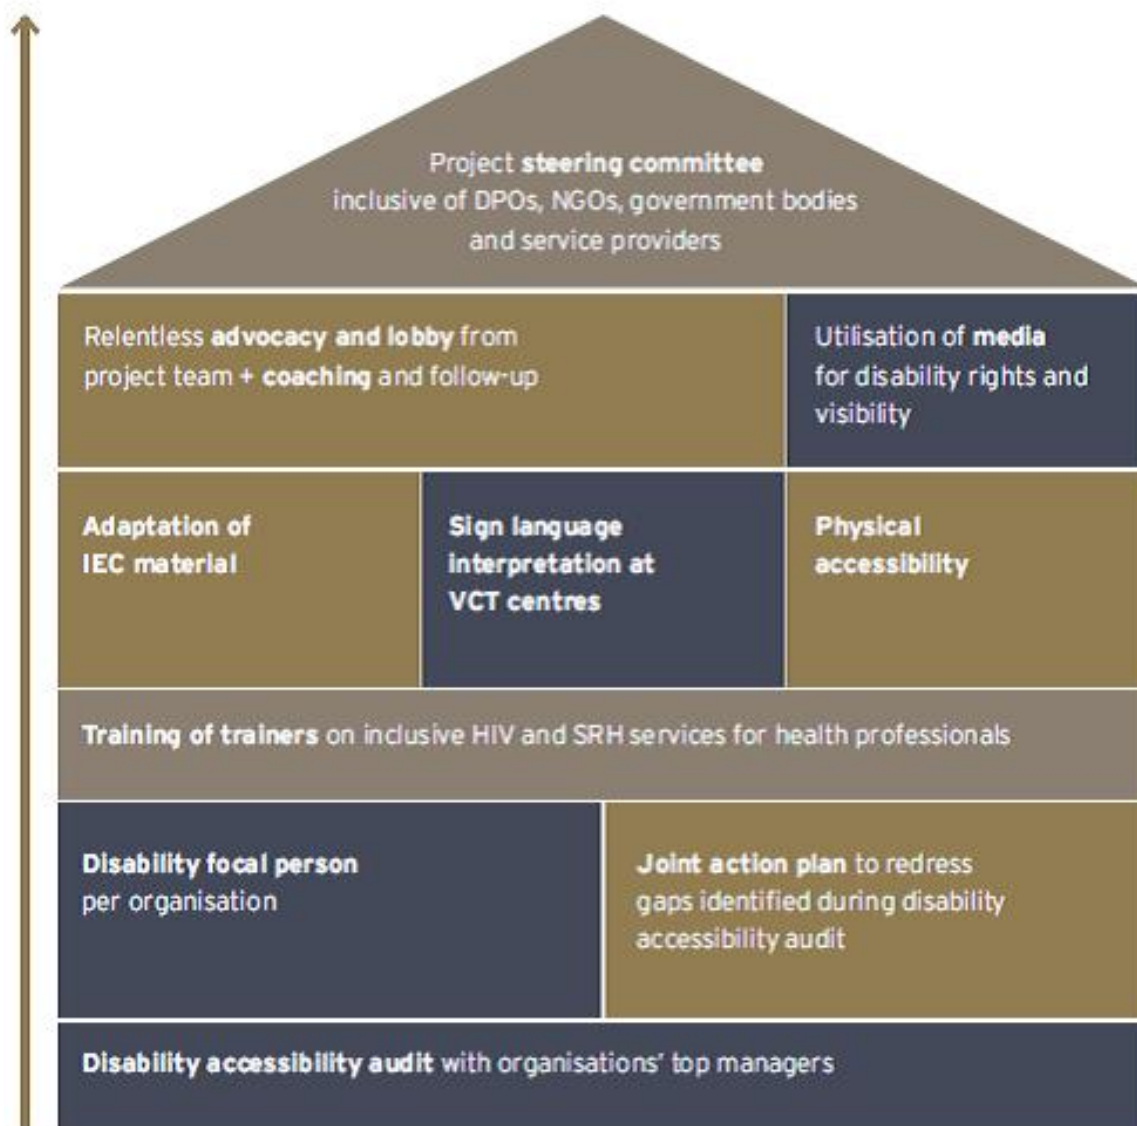 Project steering committee
inclusive of DPOs, NGOs, government bodies
and service providers
Relentless advocacy and lobby from
project team + coaching and follow-up
Utilisation of media
for disability rights and
visibility
Adaptation of
IEC material
Sign language
interpretation at
VCT centres
Physical
accessibility
Training of trainers on inclusive HIV and SRH services for health professionals
Disability focal person
per organisation
Joint action plan to redress
gaps identified during disability
accessibility audit
Disability accessibility audit with organisations' top managers